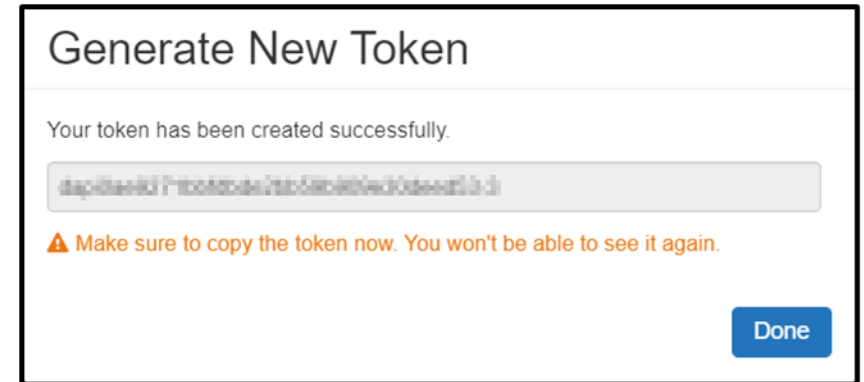 Generate New Token
Your token has been created successfully.
Make sure to copy the token now. You won't be able to see it again.
Done